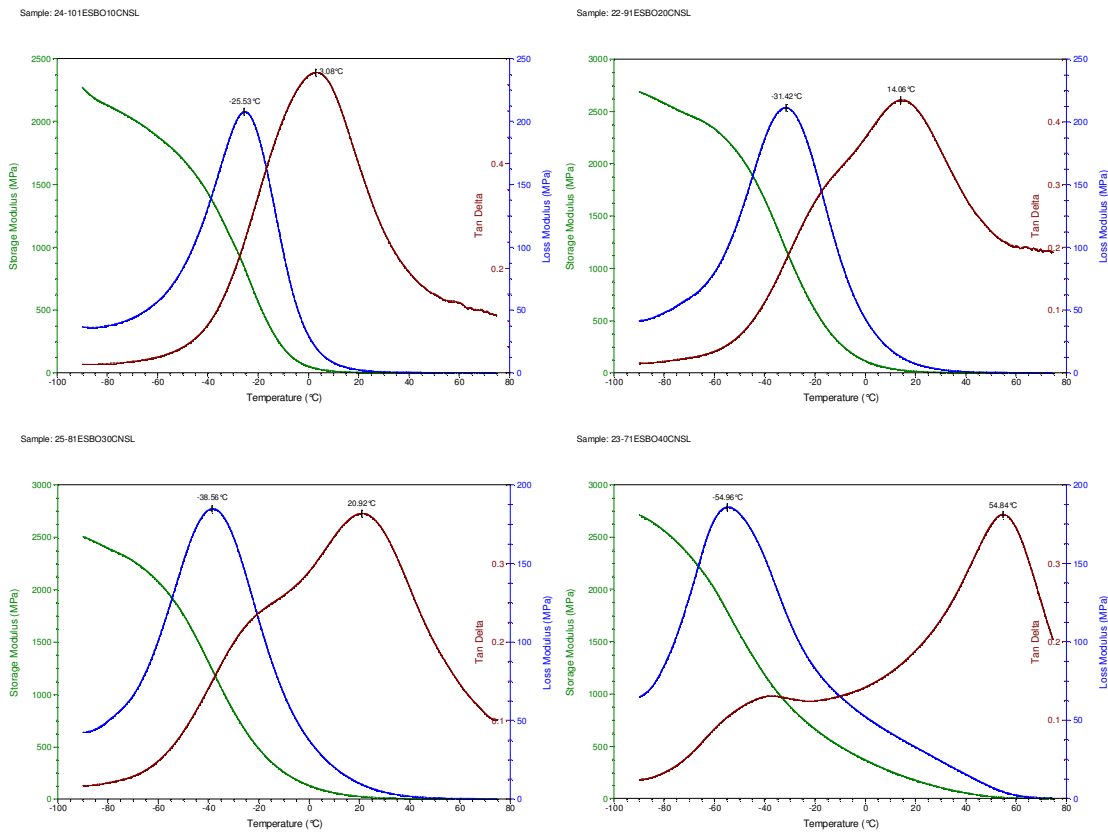 Sample: 24-101ESBO10CNSL
-25.53°C
3.08°C
2500
2000
1500
1000
500
0
Storage Modulus (MPa)
0.4
0.2
Tan Delta
250
200
150
100
50
0
Loss Modulus (MPa)
-100 -80 -60 -40 -20 0 20 40 60 80
Temperature (°C)
Sample: 22-91ESBO20CNSL
-31.42°C
14.06°C
3000
2500
2000
1500
1000
500
0
Storage Modulus (MPa)
0.4
0.3
0.2
0.1
Tan Delta
250
200
150
100
50
0
Loss Modulus (MPa)
-100 -80 -60 -40 -20 0 20 40 60 80
Temperature (°C)
Sample: 25-81ESBO30CNSL
-38.56°C
20.92°C
3000
2500
2000
1500
1000
500
0
Storage Modulus (MPa)
0.3
0.2
0.1
Tan Delta
200
150
100
50
0
Loss Modulus (MPa)
-100 -80 -60 -40 -20 0 20 40 60 80
Temperature (°C)
Sample: 23-71ESBO40CNSL
-54.96°C
54.84°C
3000
2500
2000
1500
1000
500
0
Storage Modulus (MPa)
0.3
0.2
0.1
Tan Delta
200
150
100
50
0
Loss Modulus (MPa)
-100 -80 -60 -40 -20 0 20 40 60 80
Temperature (°C)